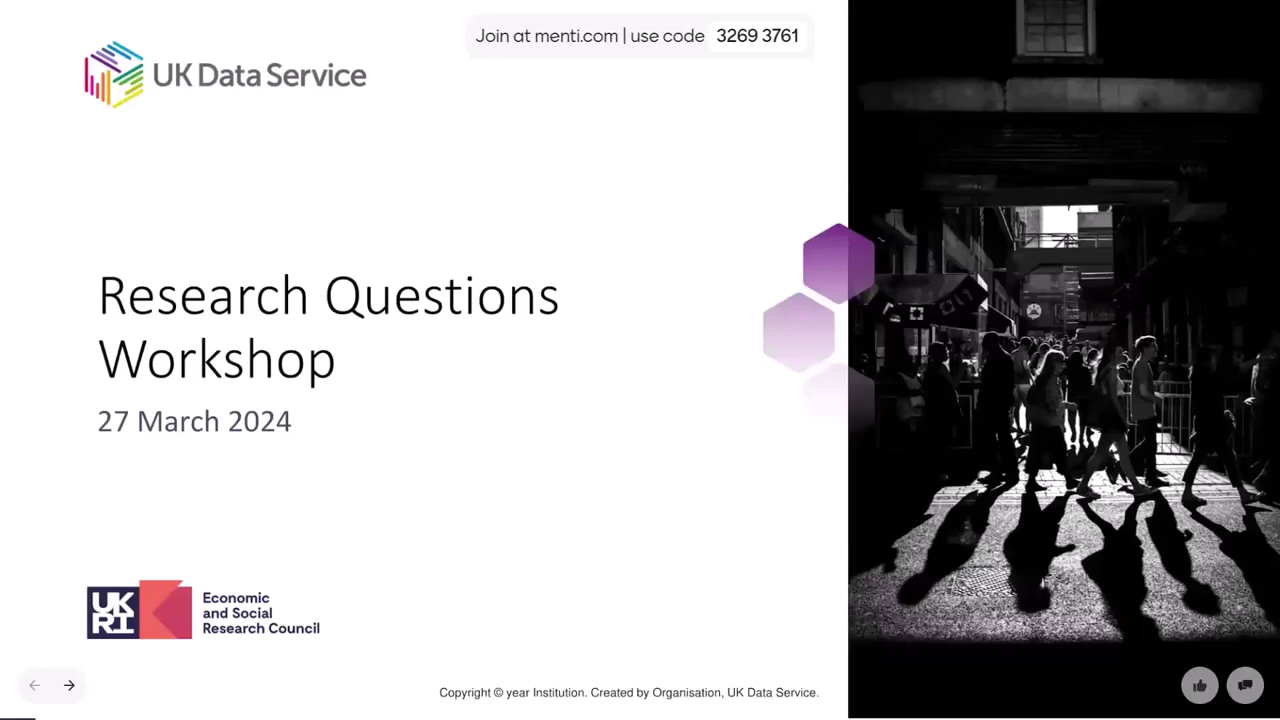 Join at menti.com | use code 3269 3761
UK Data Service
Research Questions
Workshop
27 March 2024
UK
RI
Economic
and Social
Research Council
Copyright © year Institution. Created by Organisation, UK Data Service.